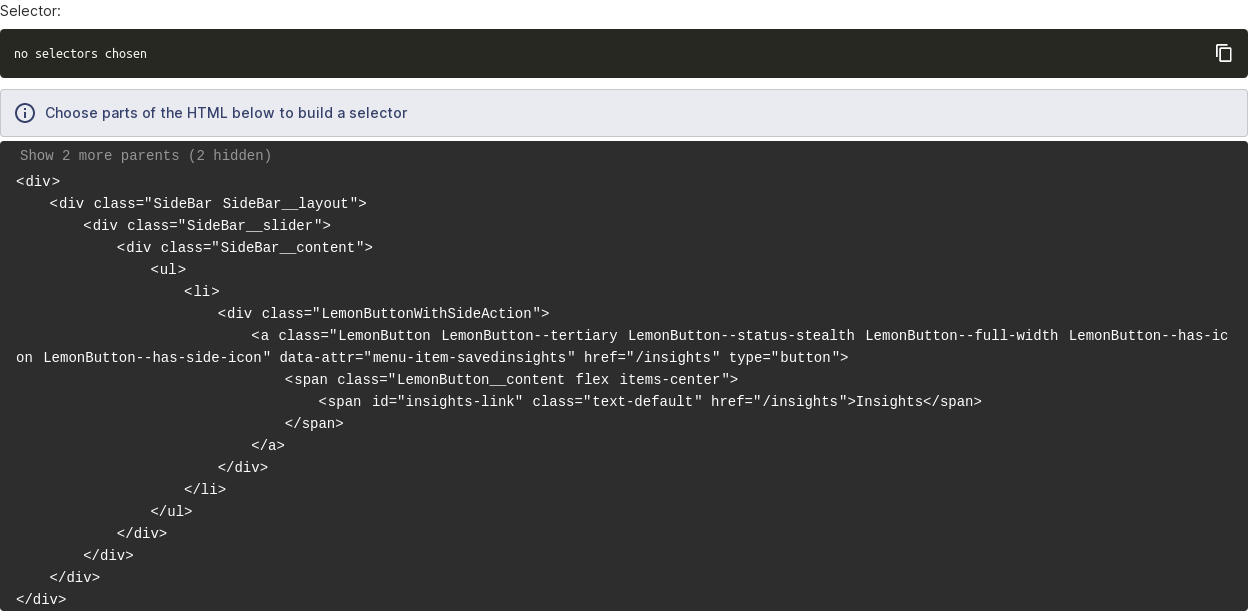 Selector:
no selectors chosen
Choose parts of the HTML below to build a selector
Show 2 more parents (2 hidden)
<div>
<div class="SideBar SideBar__layout">
<div class="SideBar__slider">
<div class="SideBar__content">
<ul>
<li>
<div class="LemonButtonWithSideAction">
<a class="LemonButton LemonButton--tertiary LemonButton--status-stealth LemonButton--full-width LemonButton--has-ic
on LemonButton--has-side-icon" data-attr="menu-item-savedinsights" href="/insights" type="button">
<span class="LemonButton__content flex items-center">
<span id="insights-link" class="text-default" href="/insights">Insights</span>
</span>
</a>
</div>
</li>
</ul>
</div>
</div>
</div>
</div>